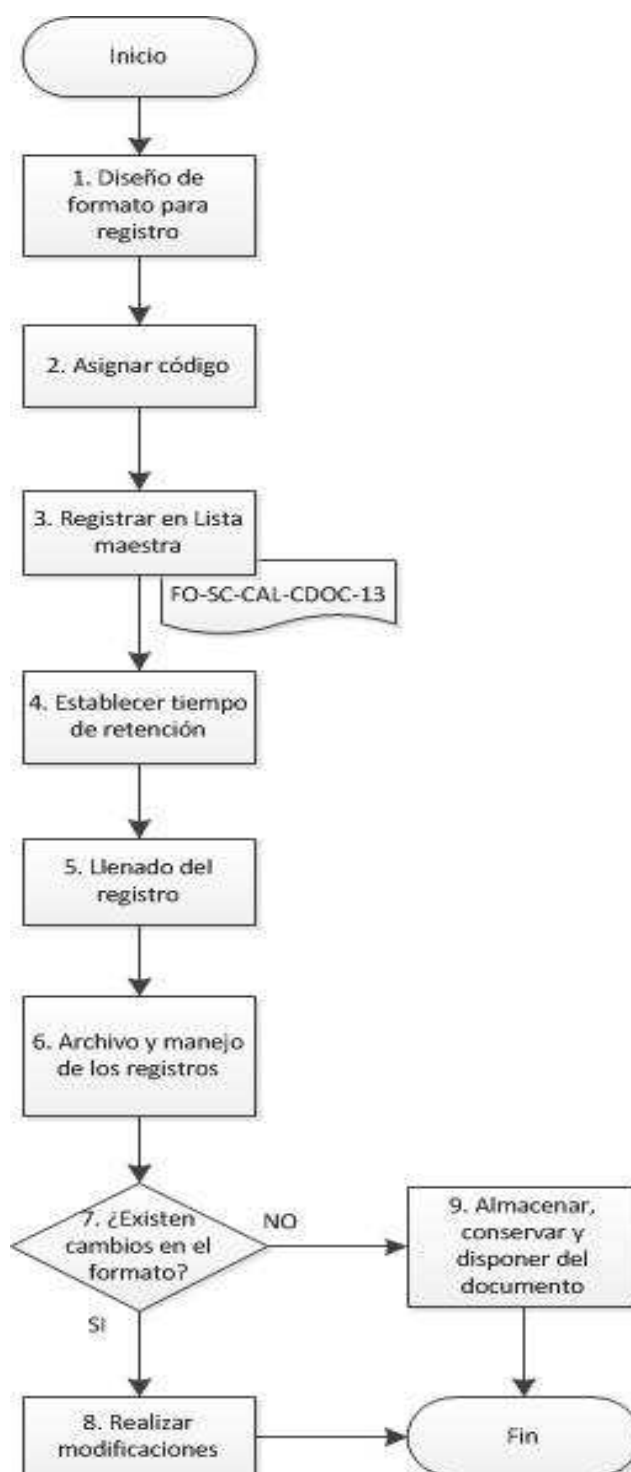 Inicio
1. Diseño de
formato para
registro
2. Asignar código
3. Registrar en Lista
maestra
FO-SC-CAL-CDOC-13
4. Establecer tiempo
de retención
5. Llenado del
registro
6. Archivo y manejo
de los registros
7. ¿Existen
cambios en el
formato?
NO
9. Almacenar,
conservar y
disponer del
documento
SI
8. Realizar
modificaciones
Fin